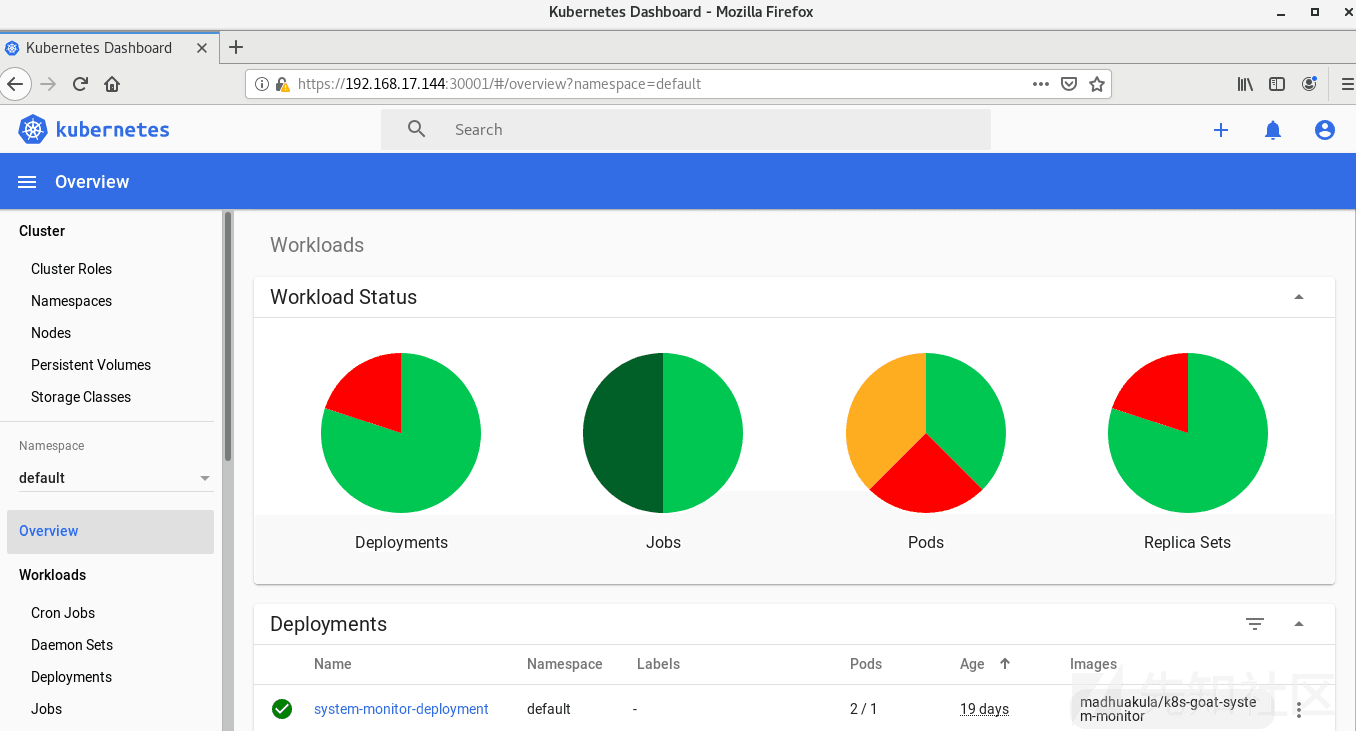 Kubernetes Dashboard - Mozilla Firefox
Kubernetes Dashboard
https://192.168.17.144:30001/#/overview?namespace=default
kubernetes
Search
Overview
Cluster
Cluster Roles
Namespaces
Nodes
Persistent Volumes
Storage Classes
Namespace
default
Overview
Workloads
Cron Jobs
Daemon Sets
Deployments
Jobs
Workloads
Workload Status
Deployments
Jobs
Pods
Replica Sets
Deployments
Name Namespace Labels Pods Age Images
system-monitor-deployment default - 2 / 1 19 days madhuakula/k8s-goat-syste
m-monitor
先知社区